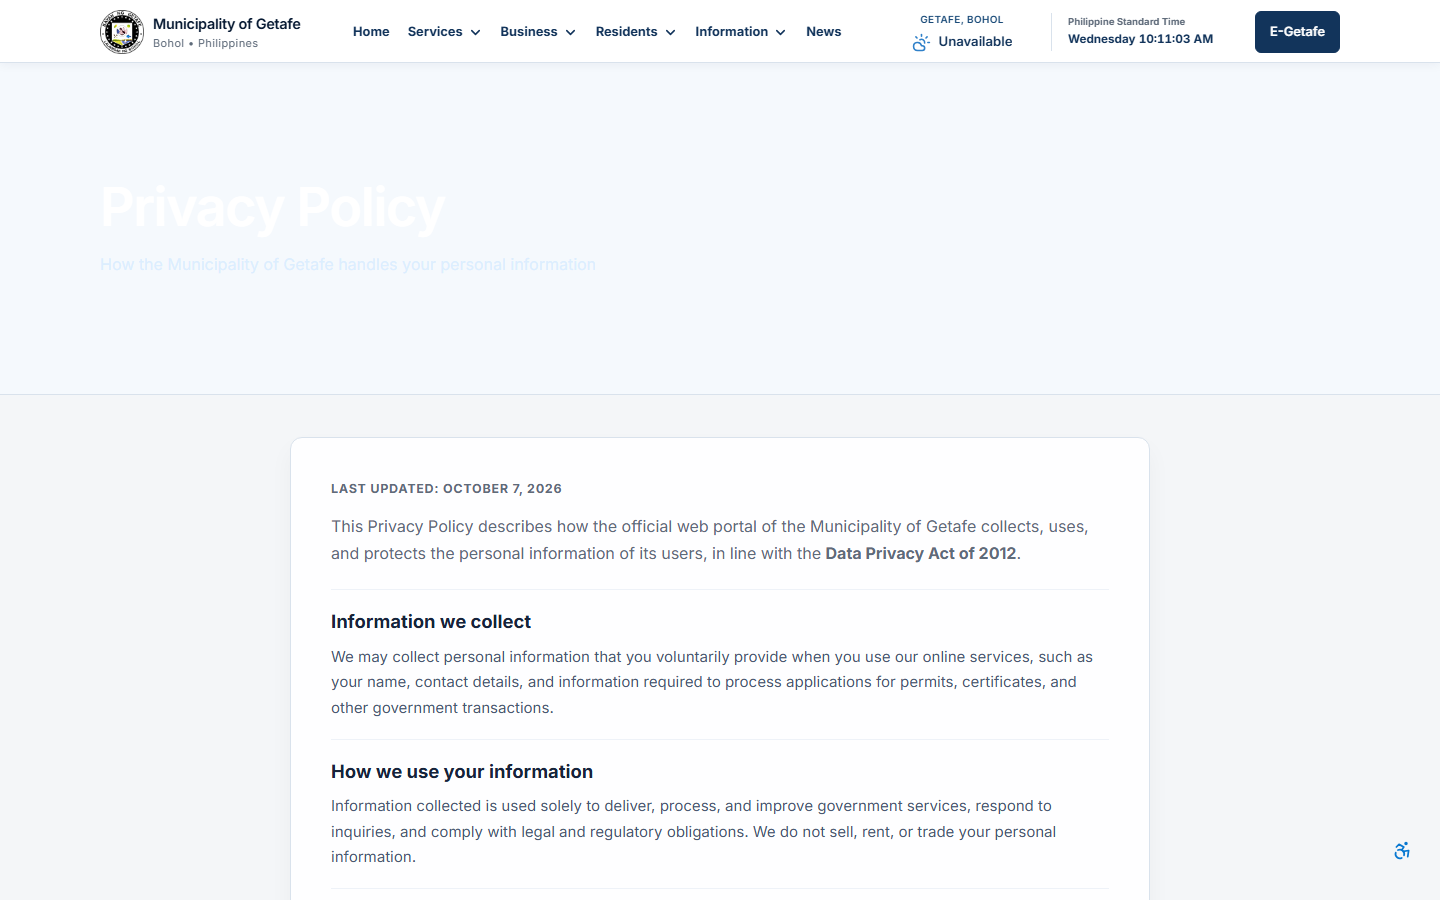 Municipality of Getafe
Bohol • Philippines
Home
Services
Business
Residents
Information
News
GETAFE, BOHOL
Unavailable
Philippine Standard Time
Wednesday 10:11:03 AM
E-Getafe
Privacy Policy
How the Municipality of Getafe handles your personal information
LAST UPDATED: OCTOBER 7, 2026
This Privacy Policy describes how the official web portal of the Municipality of Getafe collects, uses,
and protects the personal information of its users, in line with the Data Privacy Act of 2012.
Information we collect
We may collect personal information that you voluntarily provide when you use our online services, such as
your name, contact details, and information required to process applications for permits, certificates, and
other government transactions.
How we use your information
Information collected is used solely to deliver, process, and improve government services, respond to
inquiries, and comply with legal and regulatory obligations. We do not sell, rent, or trade your personal
information.